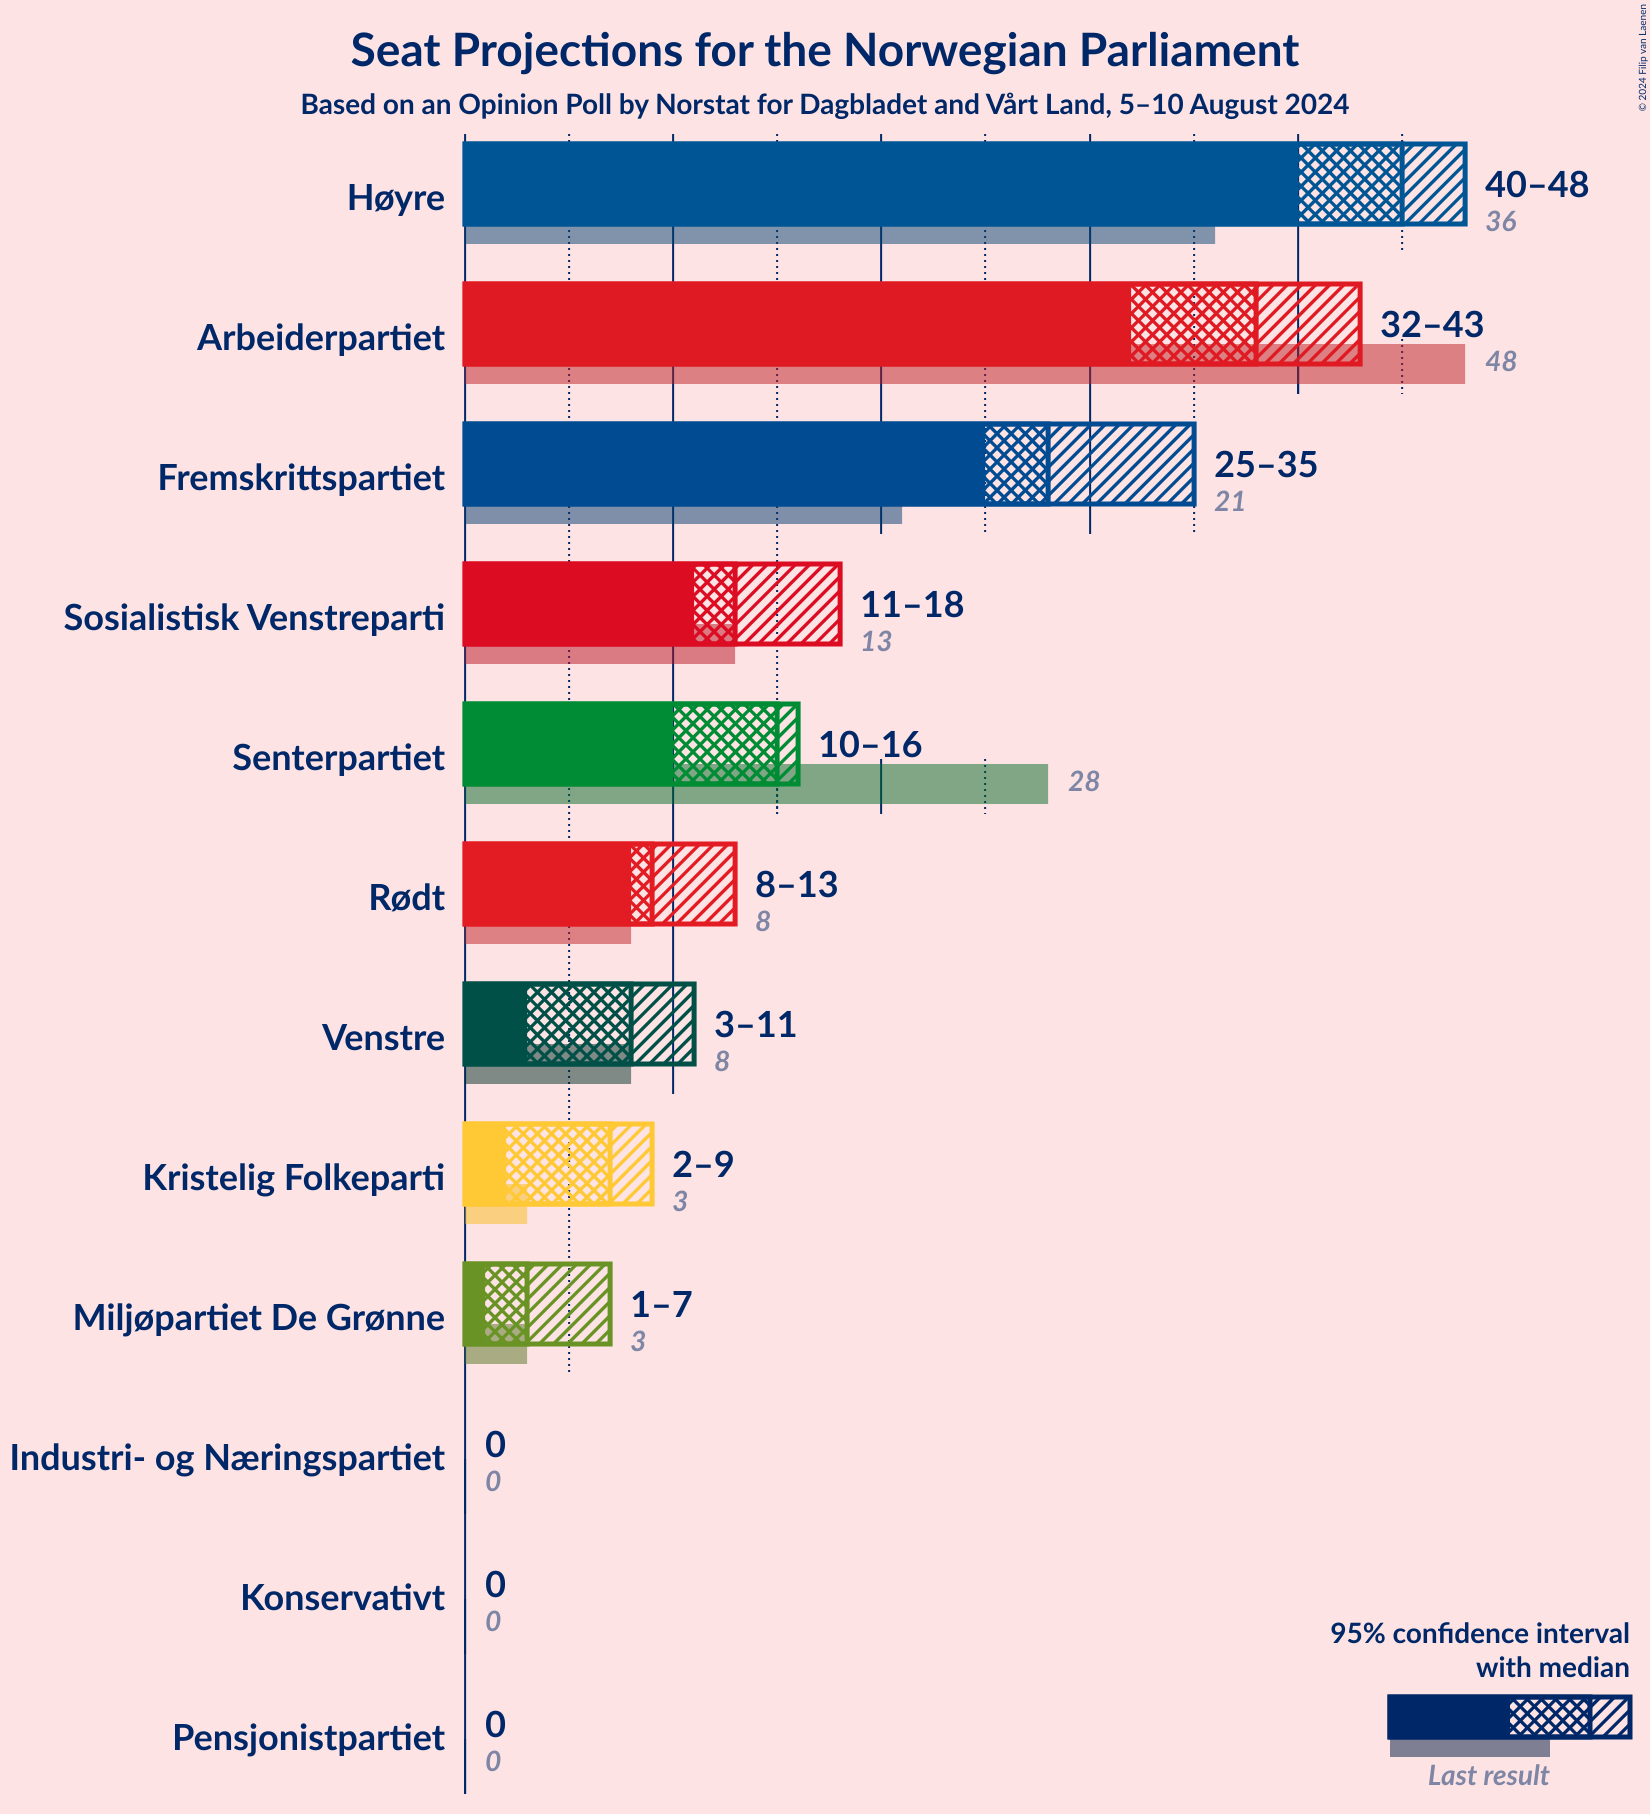 © 2024 Filip van Laenen
Seat Projections for the Norwegian Parliament
Based on an Opinion Poll by Norstat for Dagbladet and Vårt Land, 5–10 August 2024
Høyre
40–48
36
Arbeiderpartiet
32–43
48
Fremskrittspartiet
25–35
21
Sosialistisk Venstreparti
11–18
13
Senterpartiet
10–16
28
Rødt
8–13
8
Venstre
3–11
8
Kristelig Folkeparti
2–9
3
Miljøpartiet De Grønne
1–7
3
Industri- og Næringspartiet
0
0
Konservativt
0
0
Pensjonistpartiet
0
0
95% confidence interval
with median
Last result